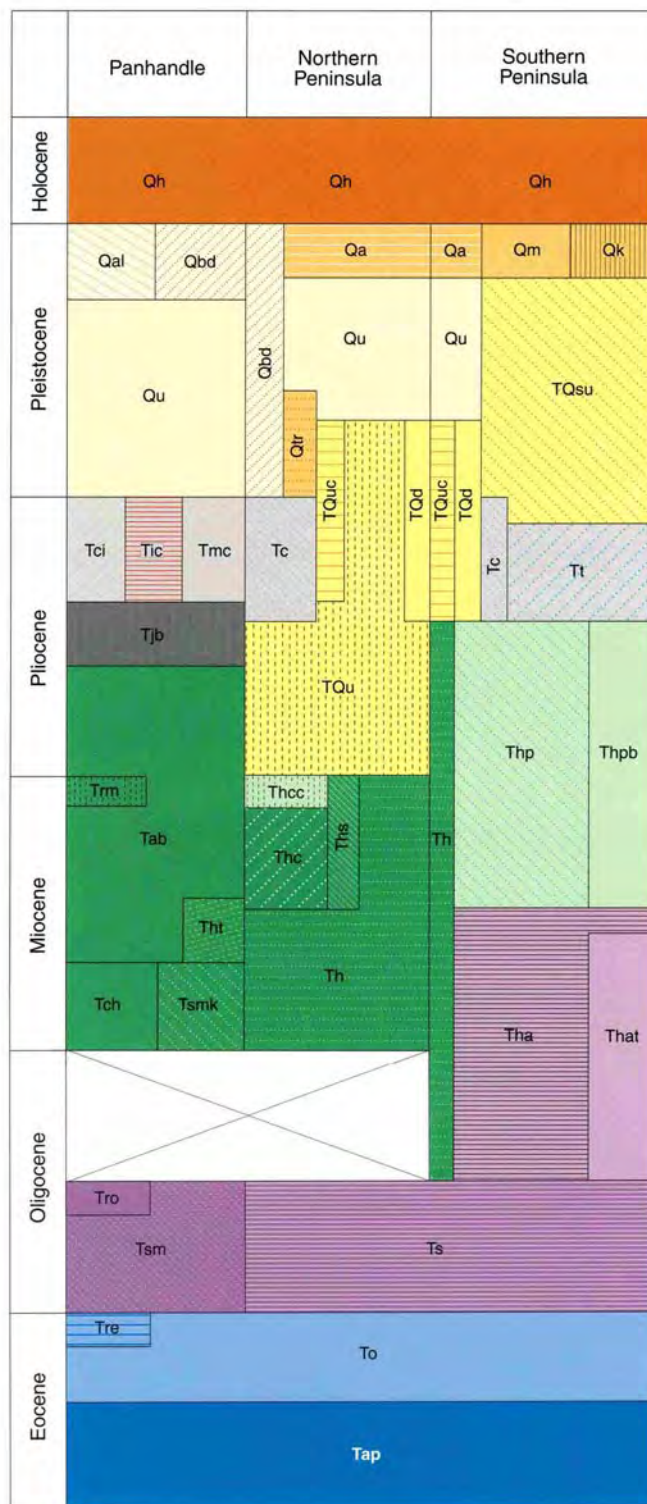 Panhandle
Northern
Peninsula
Southern
Peninsula
Holocene
Qh
Qh
Qh
Pleistocene
Qal
Qbd
Qa
Qa
Qm
Qk
Qu
Qbd
Qu
Qu
TQsu
Qtr
TQuc
TQd
TQuc
TQd
Pliocene
Tci
Tic
Tmc
Tc
Tc
Tt
Tjb
TQu
Thp
Thpb
Miocene
Trm
Tab
Thcc
Thc
Ths
Th
Tht
Th
Tch
Tsmk
Tha
That
Oligocene
Tro
Tsm
Ts
Eocene
Tre
To
Tap